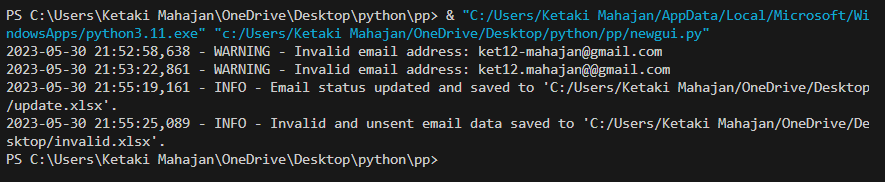 PS C:\Users\Ketaki Mahajan\OneDrive\Desktop\python\pp> & "C:/Users/Ketaki Mahajan/AppData/Local/Microsoft/Wi
ndowsApps/python3.11.exe" "c:/Users/Ketaki Mahajan/OneDrive/Desktop/python/pp/newgui.py"
2023-05-30 21:52:58,638 - WARNING - Invalid email address: ket12-mahajan@gmail.com
2023-05-30 21:53:22,861 - WARNING - Invalid email address: ket12.mahajan@@gmail.com
2023-05-30 21:55:19,161 - INFO - Email status updated and saved to 'C:/Users/Ketaki Mahajan/OneDrive/Desktop
/update.xlsx'.
2023-05-30 21:55:25,089 - INFO - Invalid and unsent email data saved to 'C:/Users/Ketaki Mahajan/OneDrive/De
sktop/invalid.xlsx'.
PS C:\Users\Ketaki Mahajan\OneDrive\Desktop\python\pp>